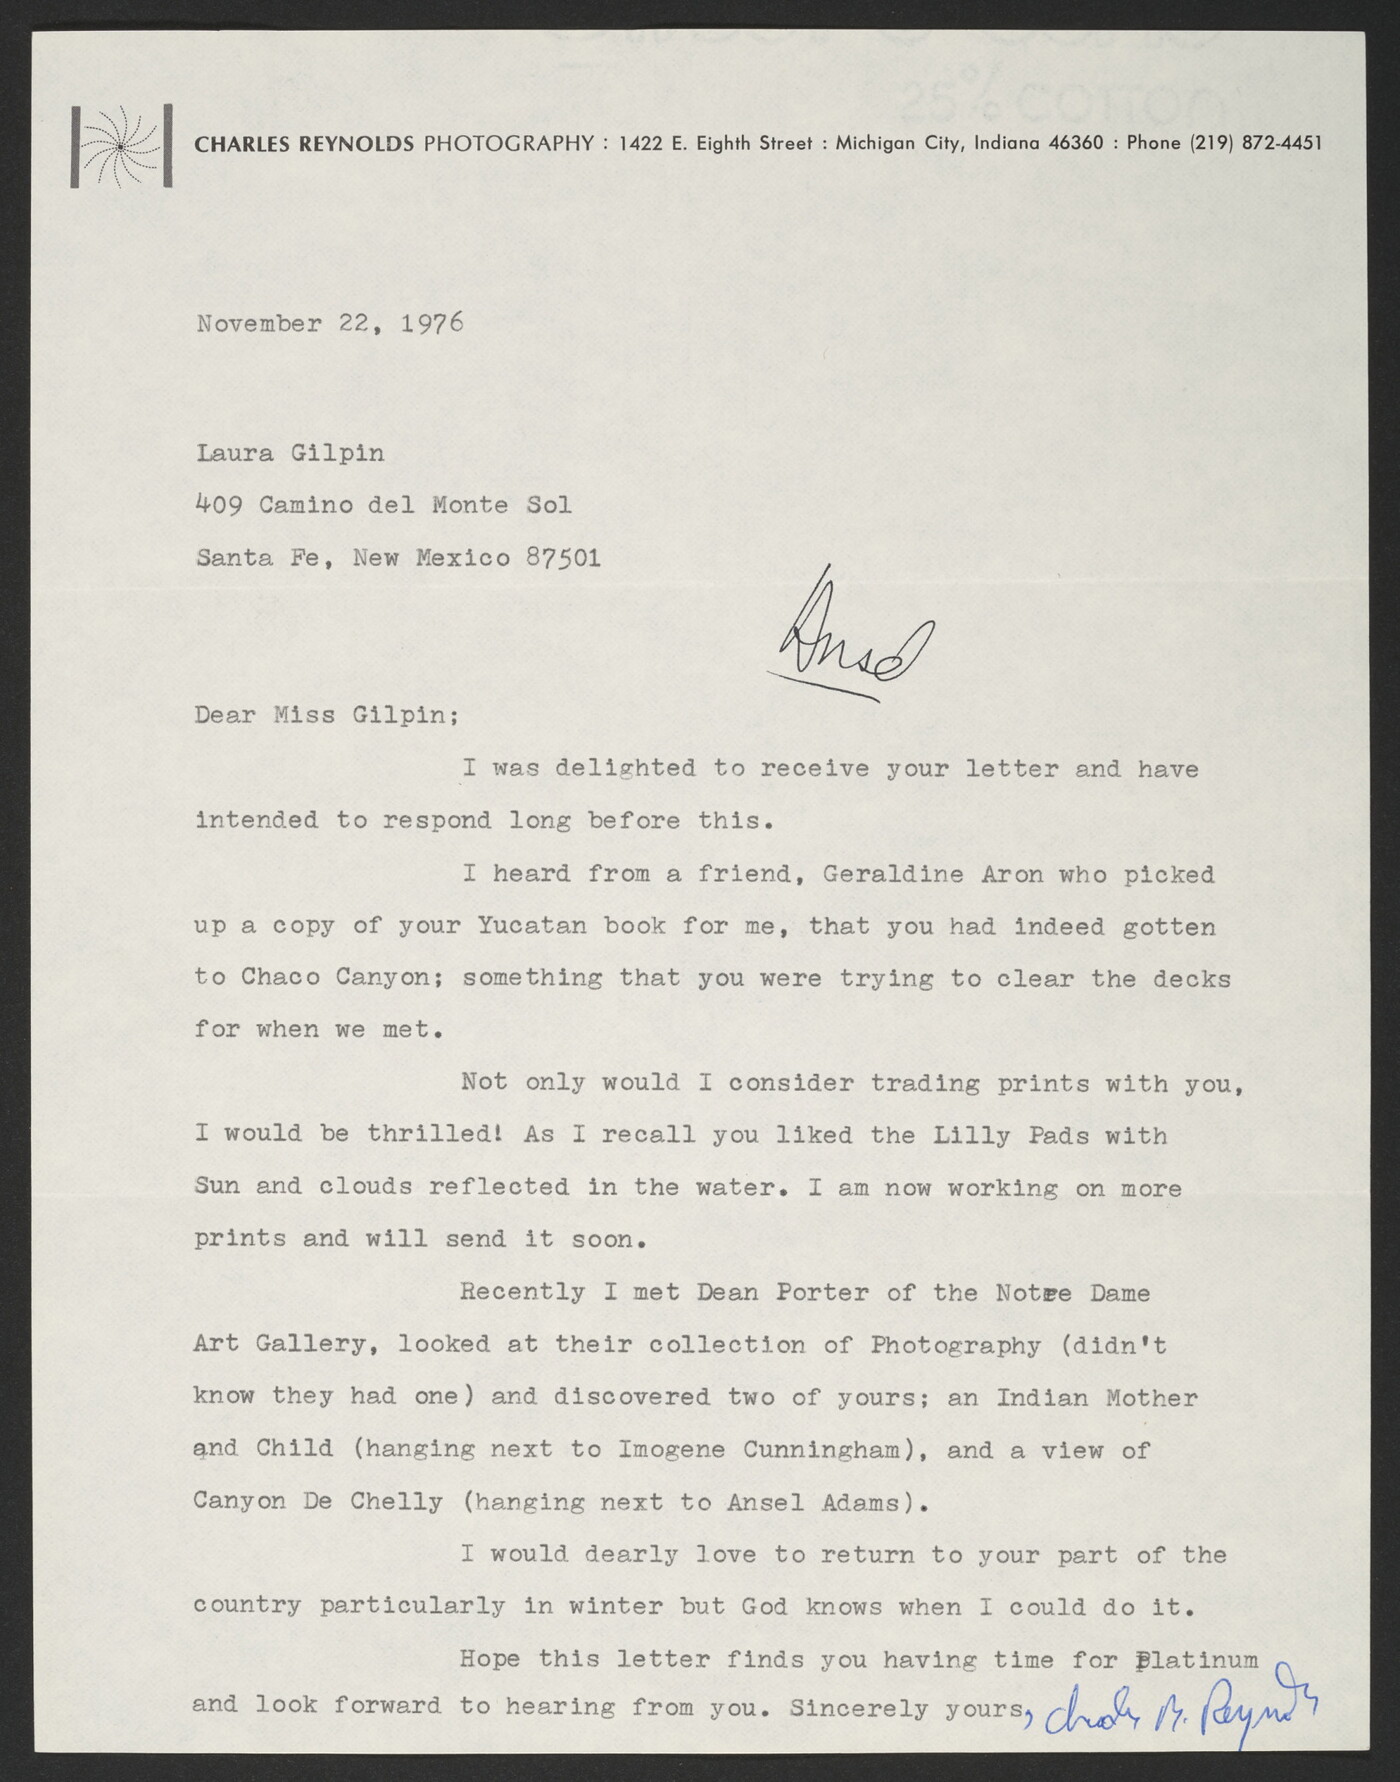 25% COTTON
CHARLES REYNOLDS PHOTOGRAPHY : 1422 E. Eighth Street : Michigan City, Indiana 46360 : Phone (219) 872-4451
November 22, 1976
Laura Gilpin
409 Camino del Monte Sol
Santa Fe, New Mexico 87501
Ansel
Dear Miss Gilpin;
I was delighted to receive your letter and have
intended to respond long before this.
I heard from a friend, Geraldine Aron who picked
up a copy of your Yucatan book for me, that you had indeed gotten
to Chaco Canyon; something that you were trying to clear the decks
for when we met.
Not only would I consider trading prints with you,
I would be thrilled! As I recall you liked the Lilly Pads with
Sun and clouds reflected in the water. I am now working on more
prints and will send it soon.
Recently I met Dean Porter of the Notre Dame
Art Gallery, looked at their collection of Photography (didn't
know they had one) and discovered two of yours; an Indian Mother
and Child (hanging next to Imogene Cunningham), and a view of
Canyon De Chelly (hanging next to Ansel Adams).
I would dearly love to return to your part of the
country particularly in winter but God knows when I could do it.
Hope this letter finds you having time for Platinum
and look forward to hearing from you. Sincerely yours, Charles R. Reynolds